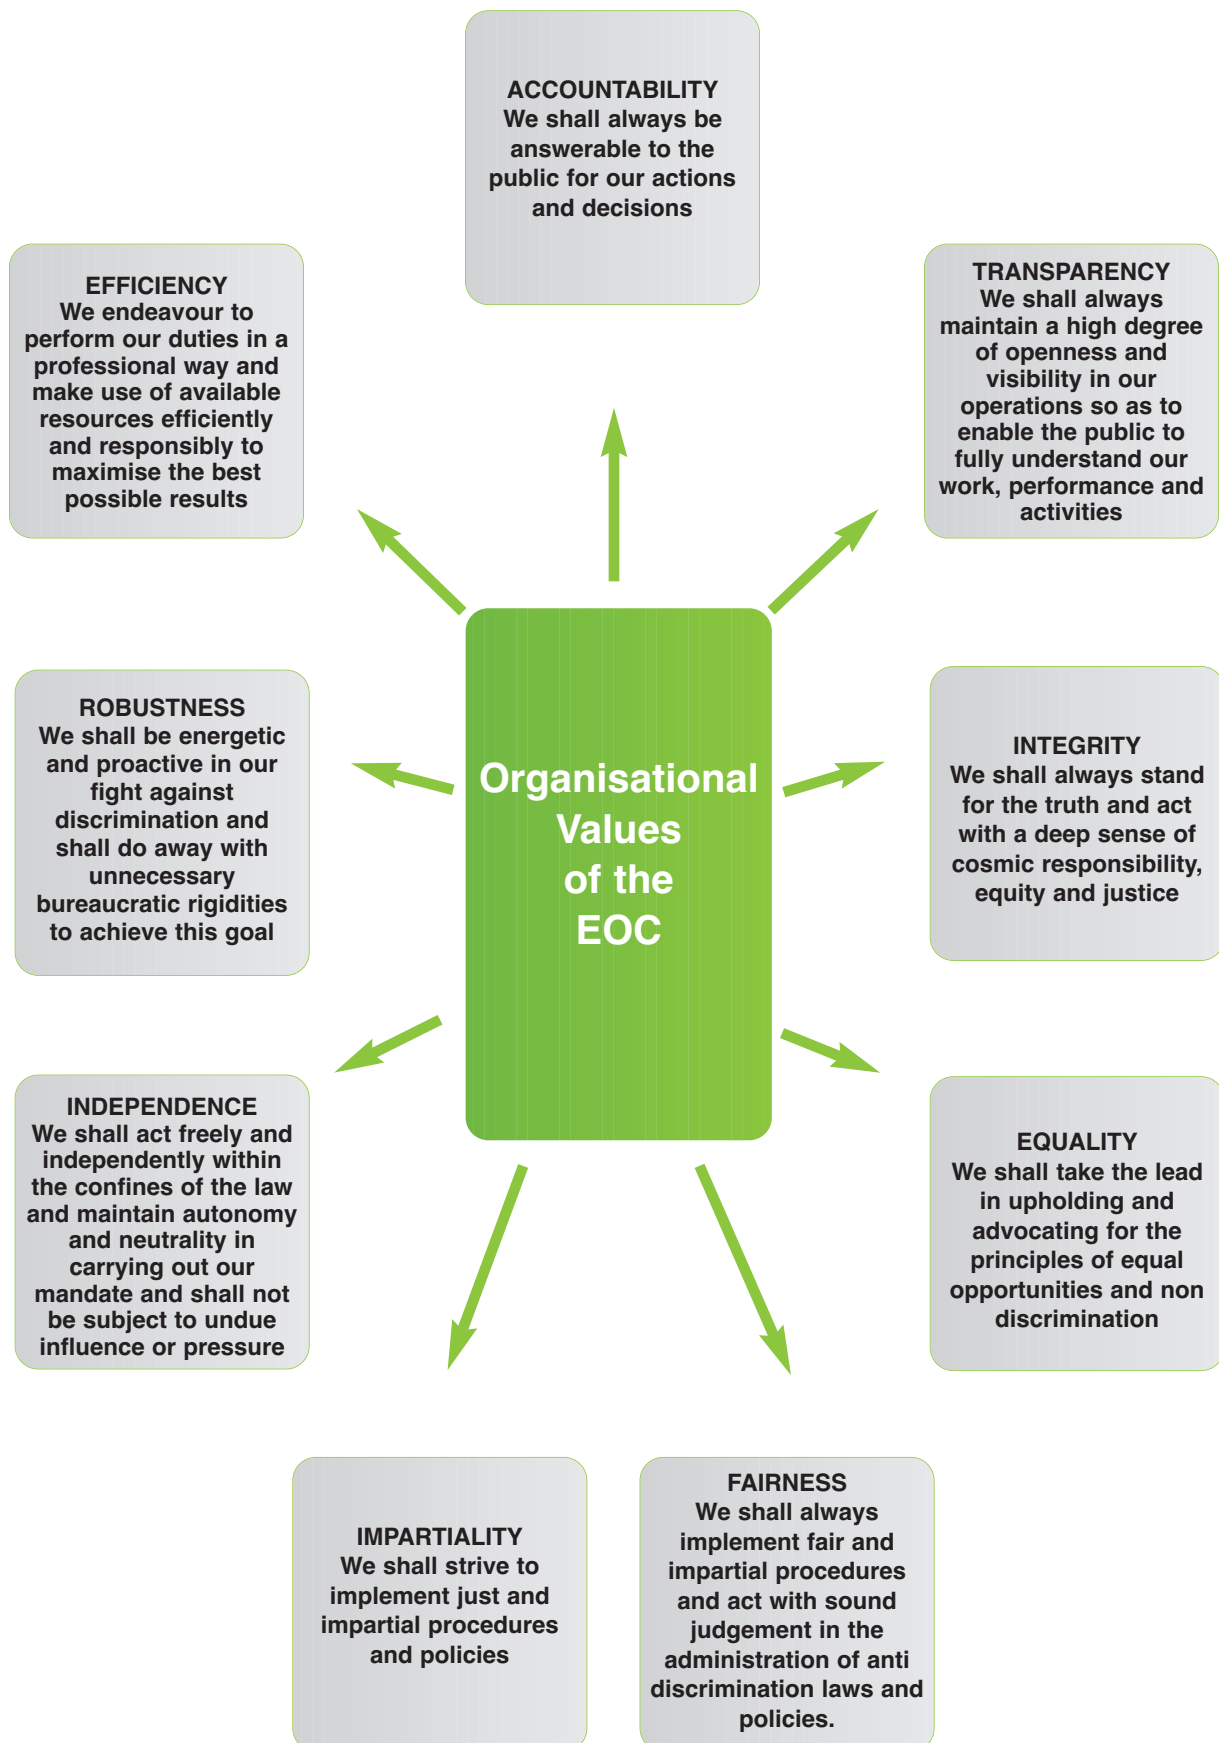 ACCOUNTABILITY
We shall always be
answerable to the
public for our actions
and decisions
EFFICIENCY
We endeavour to
perform our duties in a
professional way and
make use of available
resources efficiently
and responsibly to
maximise the best
possible results
TRANSPARENCY
We shall always
maintain a high degree
of openness and
visibility in our
operations so as to
enable the public to
fully understand our
work, performance and
activities
ROBUSTNESS
We shall be energetic
and proactive in our
fight against
discrimination and
shall do away with
unnecessary
bureaucratic rigidities
to achieve this goal
Organisational
Values
of the
EOC
INTEGRITY
We shall always stand
for the truth and act
with a deep sense of
cosmic responsibility,
equity and justice
INDEPENDENCE
We shall act freely and
independently within
the confines of the law
and maintain autonomy
and neutrality in
carrying out our
mandate and shall not
be subject to undue
influence or pressure
EQUALITY
We shall take the lead
in upholding and
advocating for the
principles of equal
opportunities and non
discrimination
IMPARTIALITY
We shall strive to
implement just and
impartial procedures
and policies
FAIRNESS
We shall always
implement fair and
impartial procedures
and act with sound
judgement in the
administration of anti
discrimination laws and
policies.